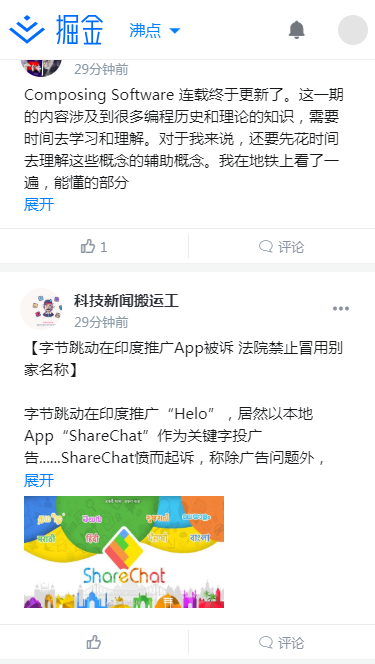 掘金
沸点
29分钟前
Composing Software 连载终于更新了。这一期
的内容涉及到很多编程历史和理论的知识，需要
时间去学习和理解。对于我来说，还要先花时间
去理解这些概念的辅助概念。我在地铁上看了一
遍，能懂的部分
展开
1
评论
科技新闻搬运工
29分钟前
【字节跳动在印度推广App被诉 法院禁止冒用别
家名称】
字节跳动在印度推广“Helo”，居然以本地
App“ShareChat”作为关键字投广
告......ShareChat愤而起诉，称除广告问题外，
展开
தமிழ்
తెలుగు
ગુજરાતી
മലയാളം
मराठी
हिंदी
ਪੰਜਾਬੀ
বাংলা
ShareChat
评论